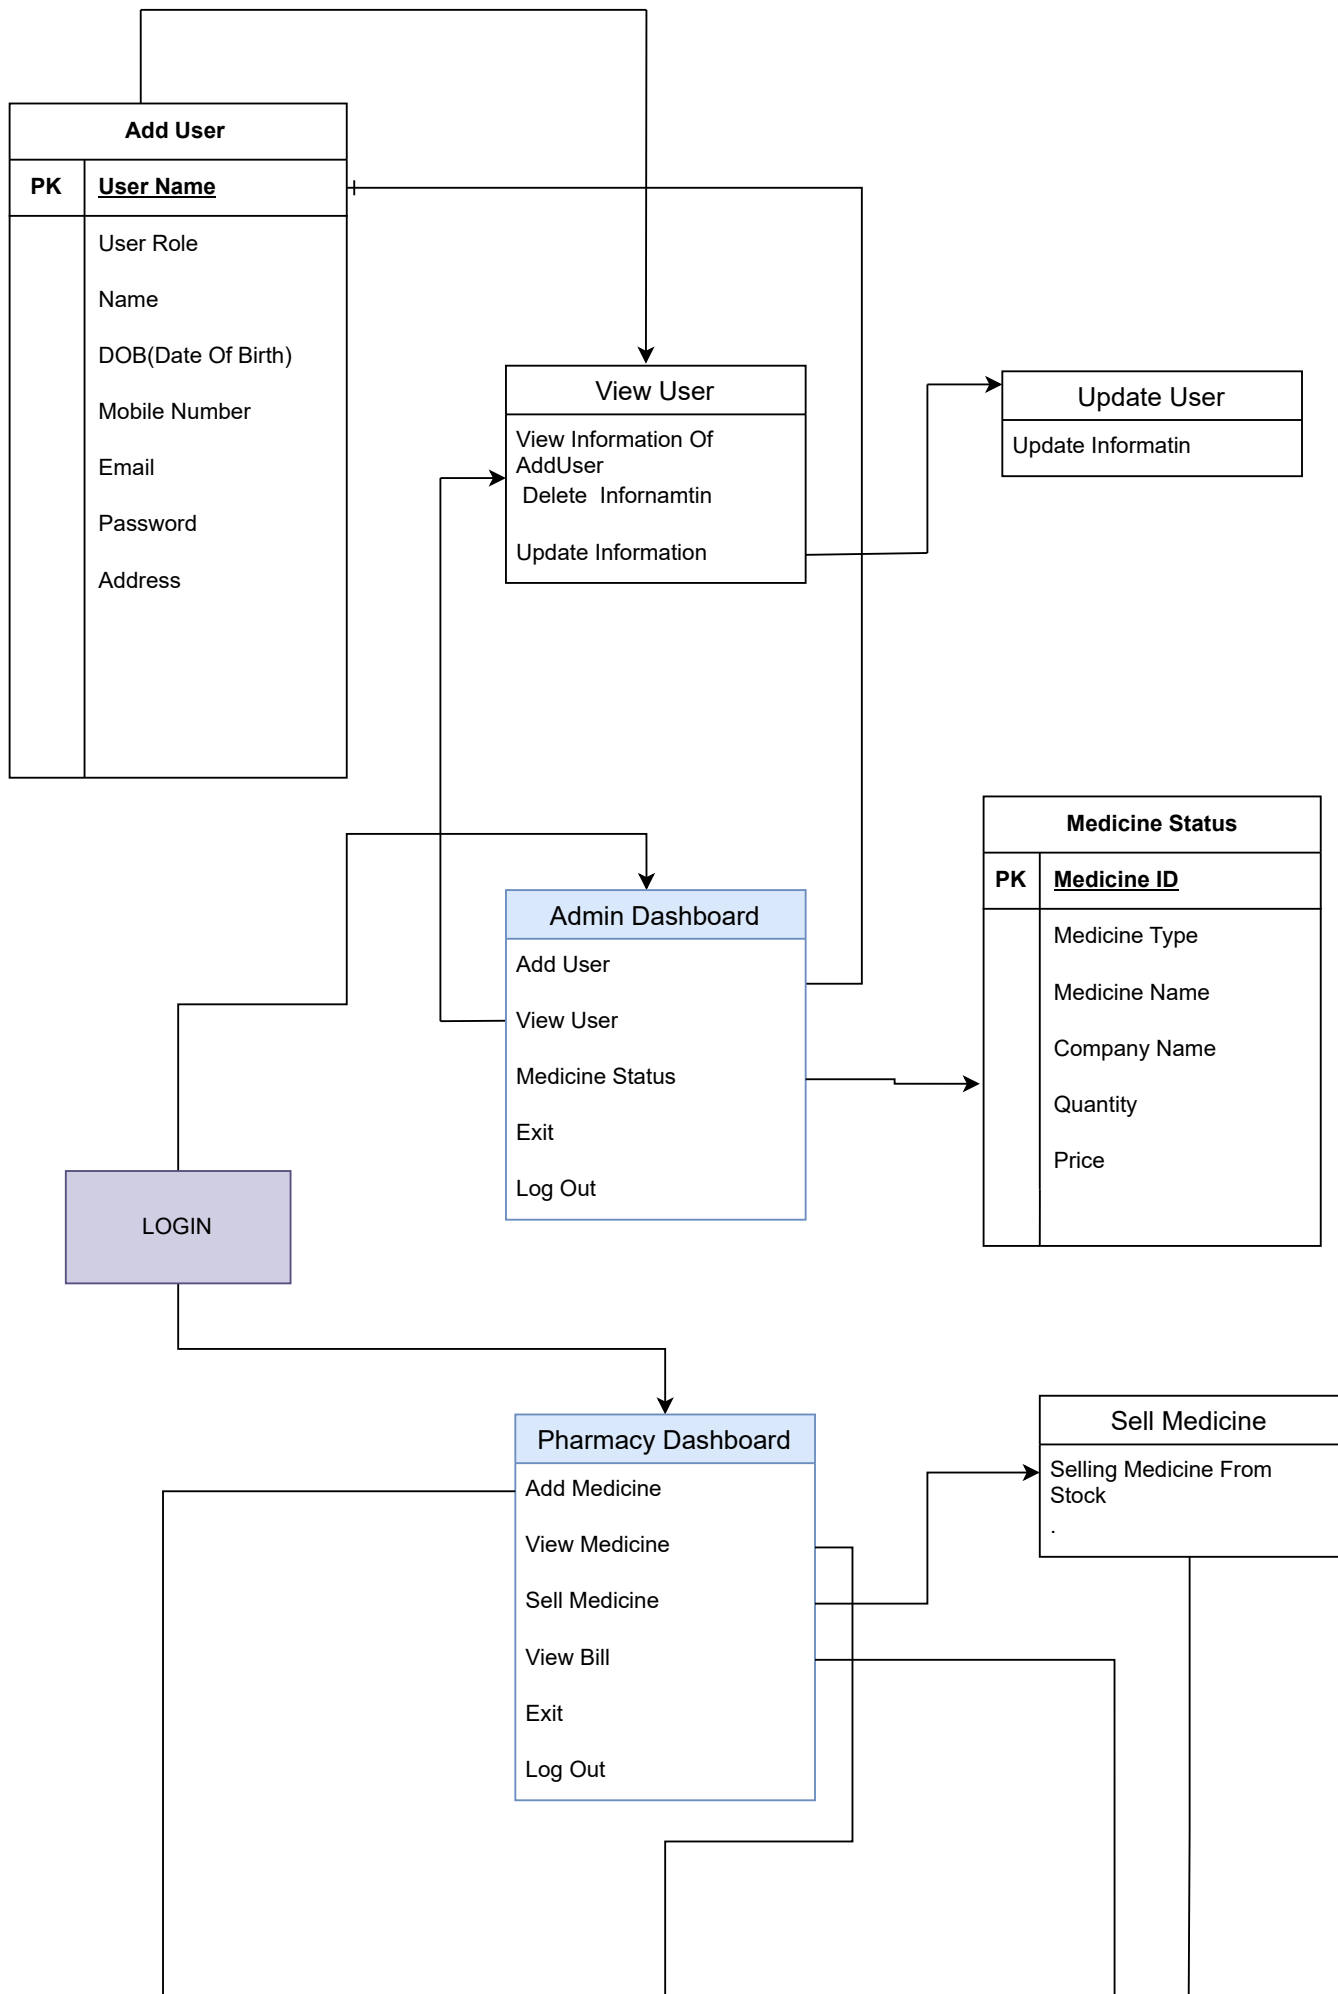 Add User
PK
User Name
User Role
Name
DOB(Date Of Birth)
Mobile Number
Email
Password
Address
View User
View Information Of
AddUser
Delete Infornamtin
Update Information
Update User
Update Informatin
Admin Dashboard
Add User
View User
Medicine Status
Exit
Log Out
Medicine Status
PK
Medicine ID
Medicine Type
Medicine Name
Company Name
Quantity
Price
LOGIN
Pharmacy Dashboard
Add Medicine
View Medicine
Sell Medicine
View Bill
Exit
Log Out
Sell Medicine
Selling Medicine From
Stock
.